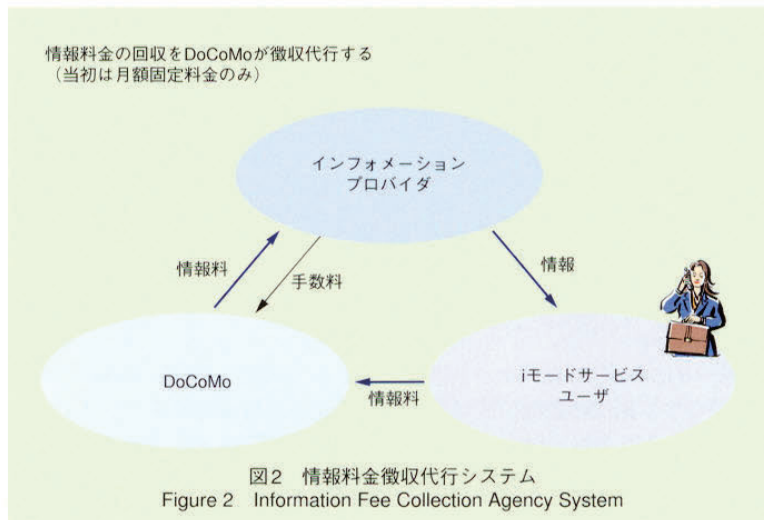 情報料金の回収をDoCoMoが徴収代行する
（当初は月額固定料金のみ）
インフォメーション
プロバイダ
情報料
手数料
情報
DoCoMo
iモードサービス
ユーザ
情報料
図2　情報料金徴収代行システム
Figure 2　Information Fee Collection Agency System